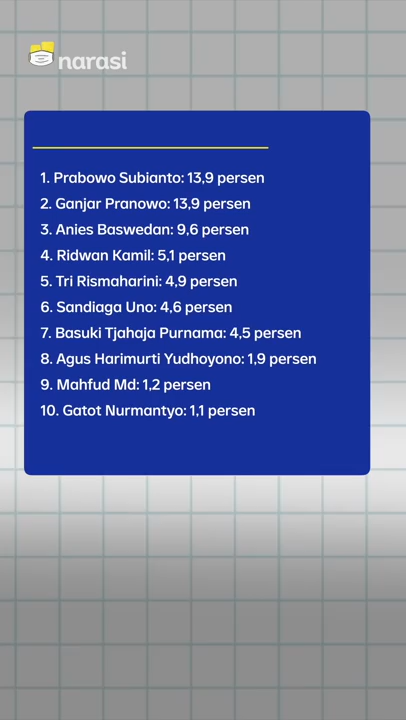 narasi
1. Prabowo Subianto: 13,9 persen
2. Ganjar Pranowo: 13,9 persen
3. Anies Baswedan: 9,6 persen
4. Ridwan Kamil: 5,1 persen
5. Tri Rismaharini: 4,9 persen
6. Sandiaga Uno: 4,6 persen
7. Basuki Tjahaja Purnama: 4,5 persen
8. Agus Harimurti Yudhoyono: 1,9 persen
9. Mahfud Md: 1,2 persen
10. Gatot Nurmantyo: 1,1 persen